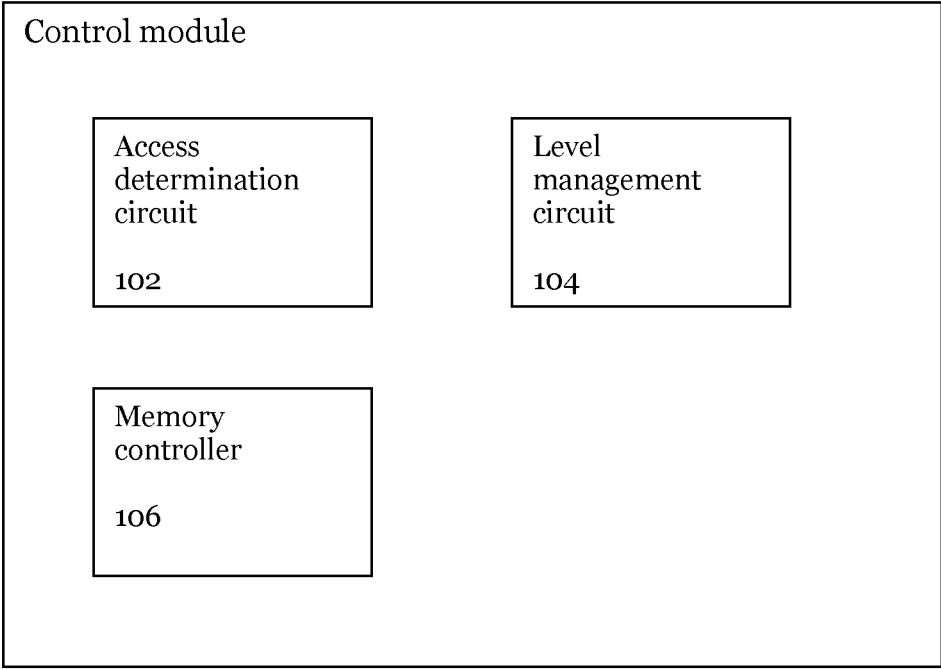 Control module
Access
determination
circuit
102
Level
management
circuit
104
Memory
controller
106